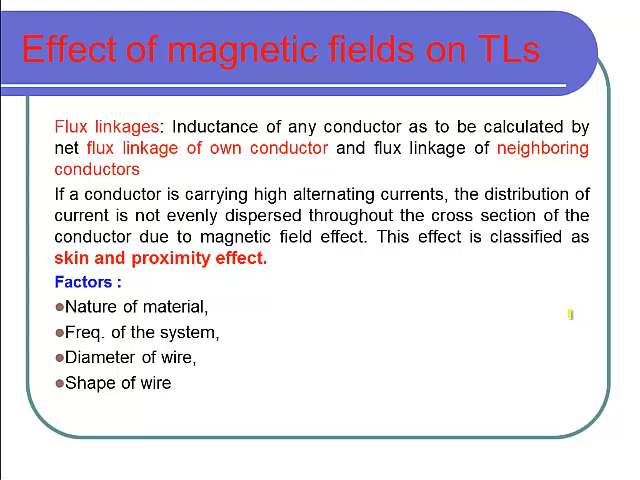 Effect of magnetic fields on TLs
Flux linkages: Inductance of any conductor as to be calculated by
net flux linkage of own conductor and flux linkage of neighboring
conductors
If a conductor is carrying high alternating currents, the distribution of
current is not evenly dispersed throughout the cross section of the
conductor due to magnetic field effect. This effect is classified as
skin and proximity effect.
Factors :
●Nature of material,
●Freq. of the system,
●Diameter of wire,
●Shape of wire